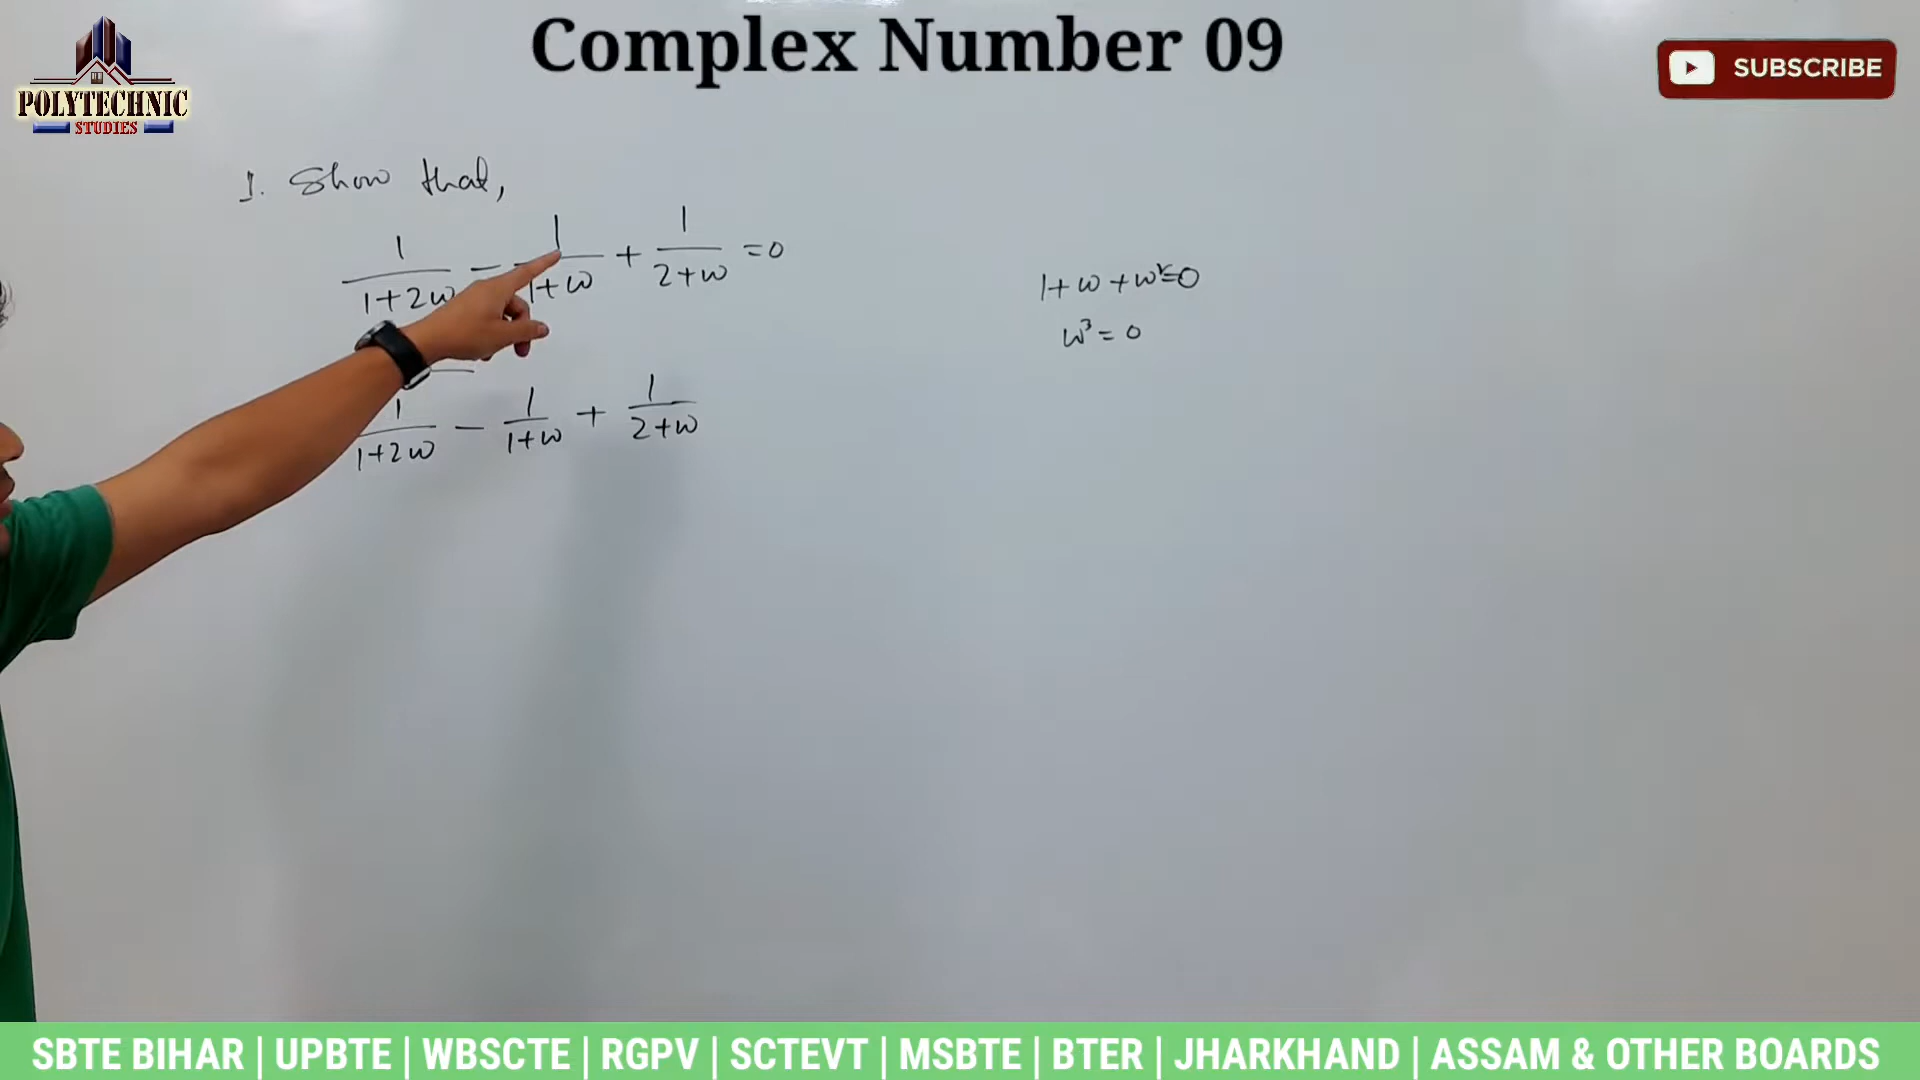 Complex Number 09
POLYTECHNIC
STUDIES
SUBSCRIBE
1. Show that,
1/(1+2ω) - 1/(1+ω) + 1/(2+ω) = 0
1+ω+ω²=0
ω³ = 0
1/(1+2ω) - 1/(1+ω) + 1/(2+ω)
SBTE BIHAR | UPBTE | WBSCTE | RGPV | SCTEVT | MSBTE | BTER | JHARKHAND | ASSAM & OTHER BOARDS